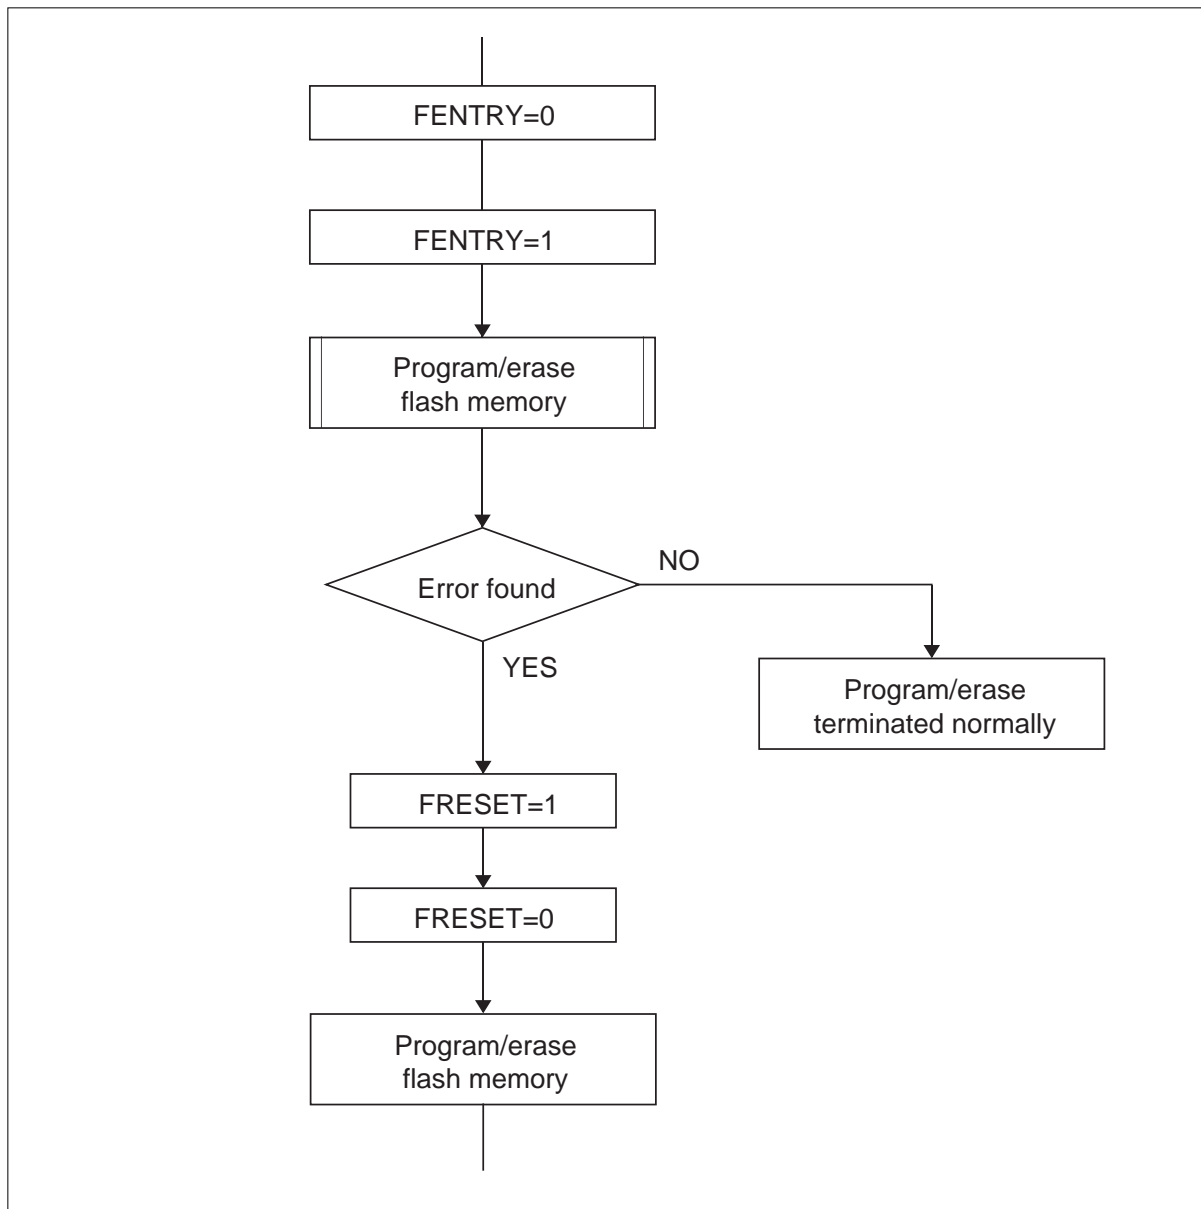 FENTRY=0
FENTRY=1
Program/erase
flash memory
Error found
NO
YES
Program/erase
terminated normally
FRESET=1
FRESET=0
Program/erase
flash memory